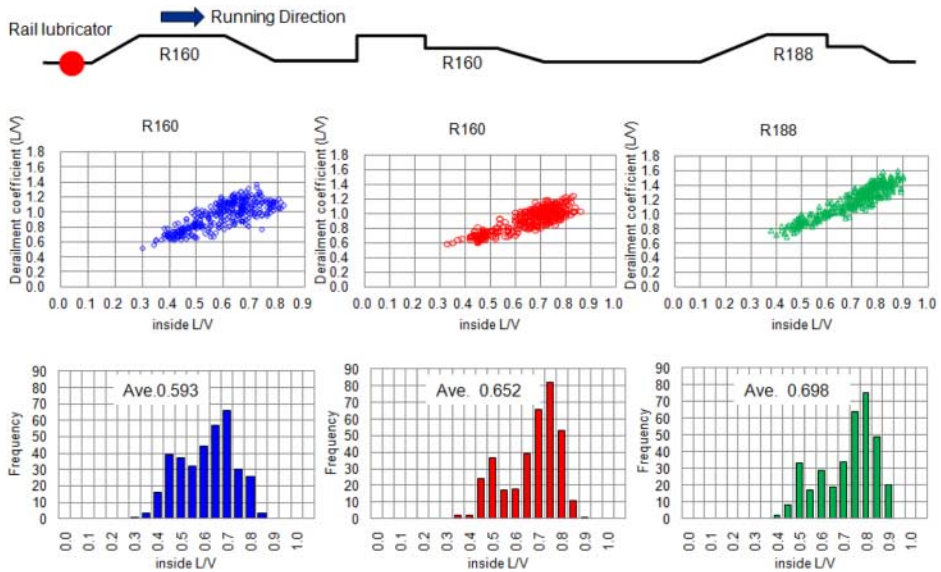 Running Direction
Rail lubricator
R160
R160
R188
R160
R160
R188
Derailment coefficient (L/V)
1.8
1.6
1.4
1.2
1.0
0.8
0.6
0.4
0.2
0.0
0.0 0.1 0.2 0.3 0.4 0.5 0.6 0.7 0.8 0.9
inside L/V
Derailment coefficient (L/V)
1.8
1.6
1.4
1.2
1.0
0.8
0.6
0.4
0.2
0.0
0.0 0.1 0.2 0.3 0.4 0.5 0.6 0.7 0.8 0.9 1.0
inside L/V
Derailment coefficient (L/V)
1.8
1.6
1.4
1.2
1.0
0.8
0.6
0.4
0.2
0.0
0.0 0.1 0.2 0.3 0.4 0.5 0.6 0.7 0.8 0.9 1.0
inside L/V
Ave.0.593
Frequency
90
80
70
60
50
40
30
20
10
0
0.0 0.1 0.2 0.3 0.4 0.5 0.6 0.7 0.8 0.9 1.0
inside L/V
Ave. 0.652
Frequency
90
80
70
60
50
40
30
20
10
0
0.0 0.1 0.2 0.3 0.4 0.5 0.6 0.7 0.8 0.9 1.0
inside L/V
Ave. 0.698
Frequency
90
80
70
60
50
40
30
20
10
0
0.0 0.1 0.2 0.3 0.4 0.5 0.6 0.7 0.8 0.9 1.0
inside L/V